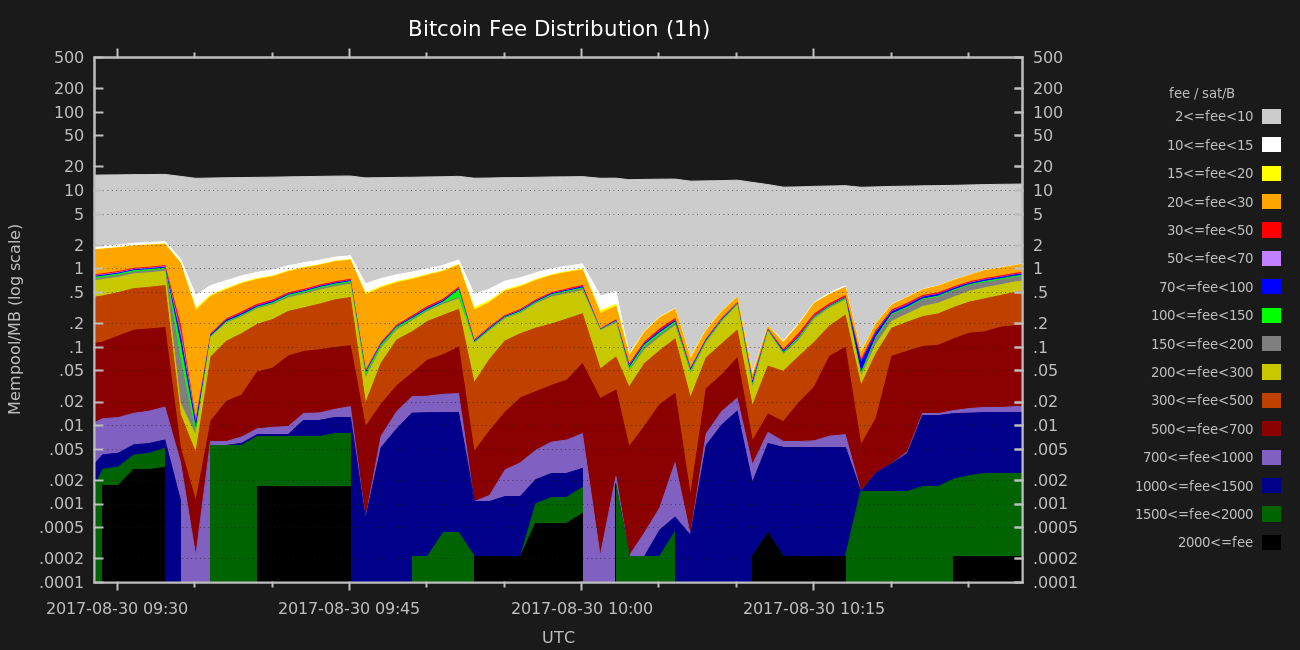 Bitcoin Fee Distribution (1h)
Mempool/MB (log scale)
500
200
100
50
20
10
5
2
1
.5
.2
.1
.05
.02
.01
.005
.002
.001
.0005
.0002
.0001
500
200
100
50
20
10
5
2
1
.5
.2
.1
.05
.02
.01
.005
.002
.001
.0005
.0002
.0001
2017-08-30 09:30
2017-08-30 09:45
2017-08-30 10:00
2017-08-30 10:15
UTC
fee / sat/B
2<=fee<10
10<=fee<15
15<=fee<20
20<=fee<30
30<=fee<50
50<=fee<70
70<=fee<100
100<=fee<150
150<=fee<200
200<=fee<300
300<=fee<500
500<=fee<700
700<=fee<1000
1000<=fee<1500
1500<=fee<2000
2000<=fee